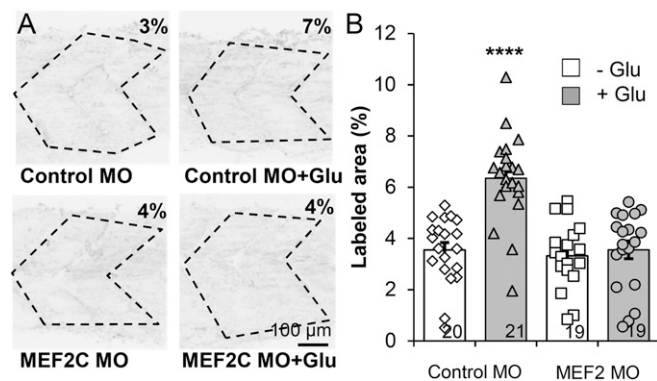 A
3%
7%
Control MO
Control MO+Glu
4%
4%
100 µm
MEF2C MO
MEF2C MO+Glu
B
12
10
8
6
4
2
0
Labeled area (%)
****
- Glu
+ Glu
20
21
19
19
Control MO
MEF2 MO